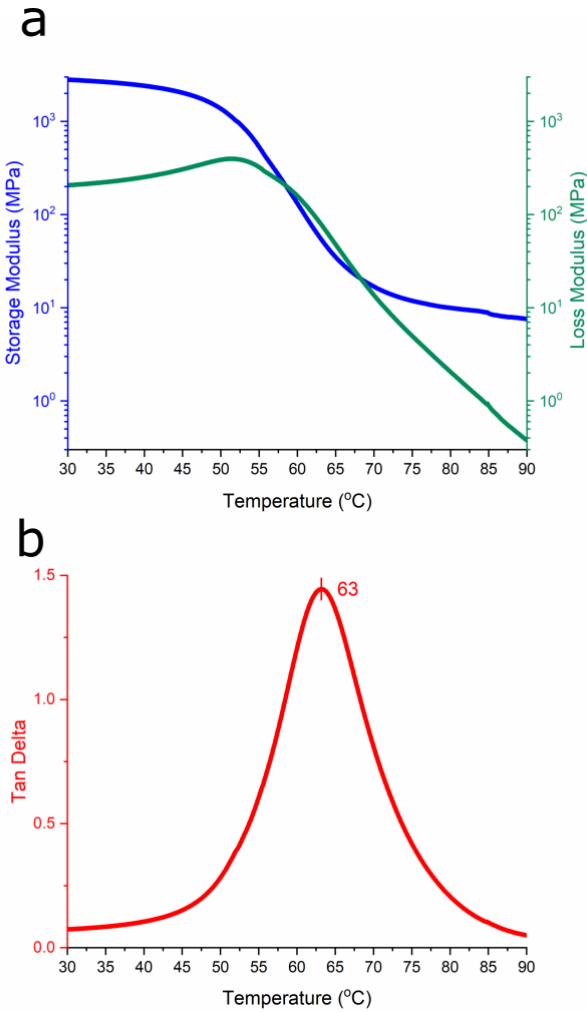 a
10³ 10³
10² 10²
10¹ 10¹
10⁰ 10⁰
Storage Modulus (MPa)
Loss Modulus (MPa)
30 35 40 45 50 55 60 65 70 75 80 85 90
Temperature (oC)
b
1.5
63
1.0
0.5
0.0
Tan Delta
30 35 40 45 50 55 60 65 70 75 80 85 90
Temperature (oC)